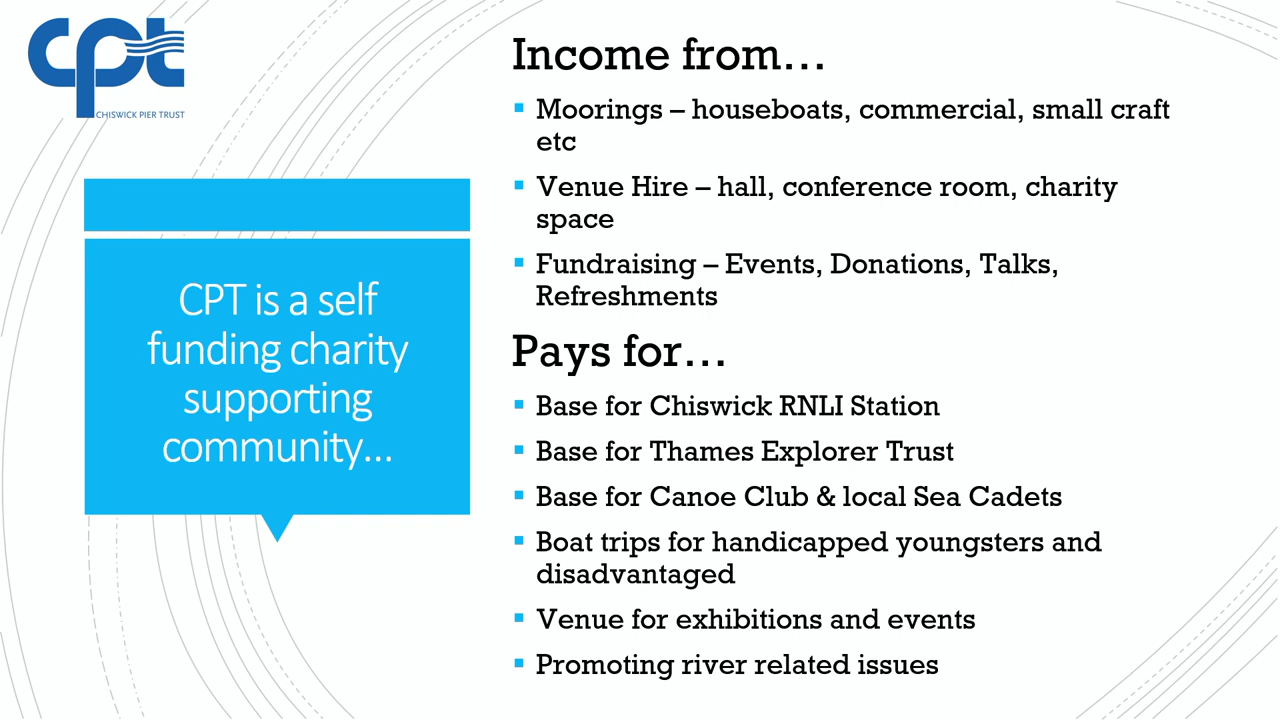 cpt
CHISWICK PIER TRUST
CPT is a self
funding charity
supporting
community...
Income from...
▪ Moorings – houseboats, commercial, small craft
etc
▪ Venue Hire – hall, conference room, charity
space
▪ Fundraising – Events, Donations, Talks,
Refreshments
Pays for...
▪ Base for Chiswick RNLI Station
▪ Base for Thames Explorer Trust
▪ Base for Canoe Club & local Sea Cadets
▪ Boat trips for handicapped youngsters and
disadvantaged
▪ Venue for exhibitions and events
▪ Promoting river related issues